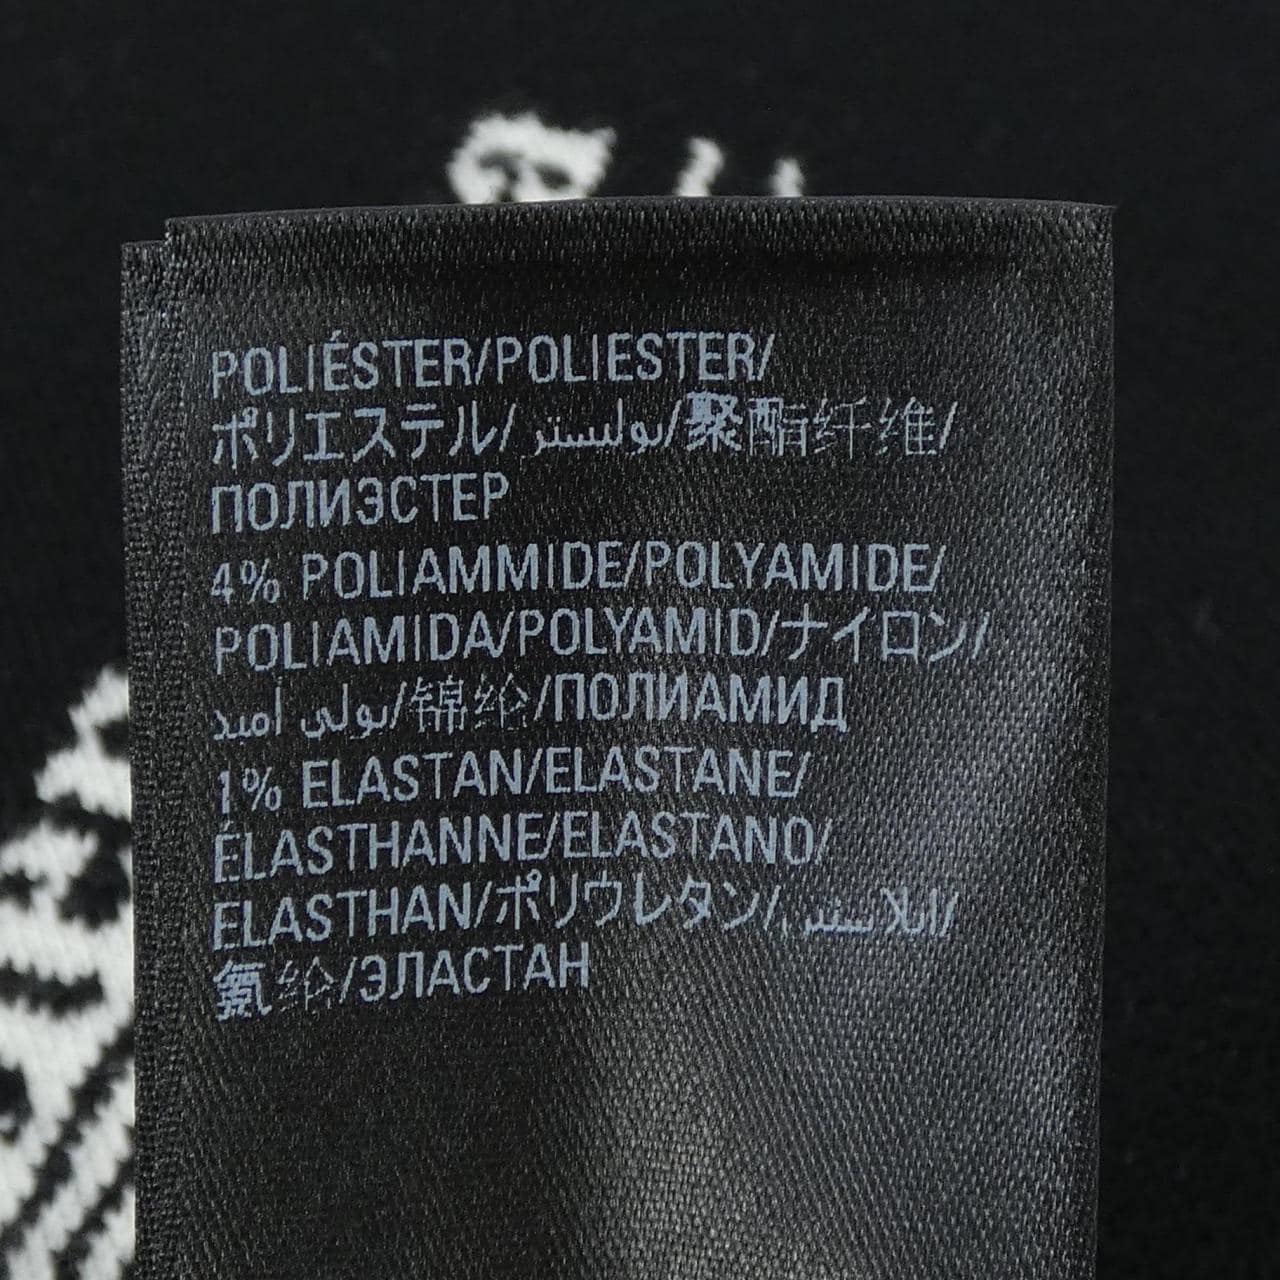 POLIÉSTER/POLIESTER/
ポリエステル/بوليستر/聚酯纤维/
ПОЛИЭСТЕР
4% POLIAMMIDE/POLYAMIDE/
POLIAMIDA/POLYAMID/ナイロン/
بولي أميد/锦纶/ПОЛИАМИД
1% ELASTAN/ELASTANE/
ÉLASTHANNE/ELASTANO/
ELASTHAN/ポリウレタン/
氨纶/ЭЛАСТАН